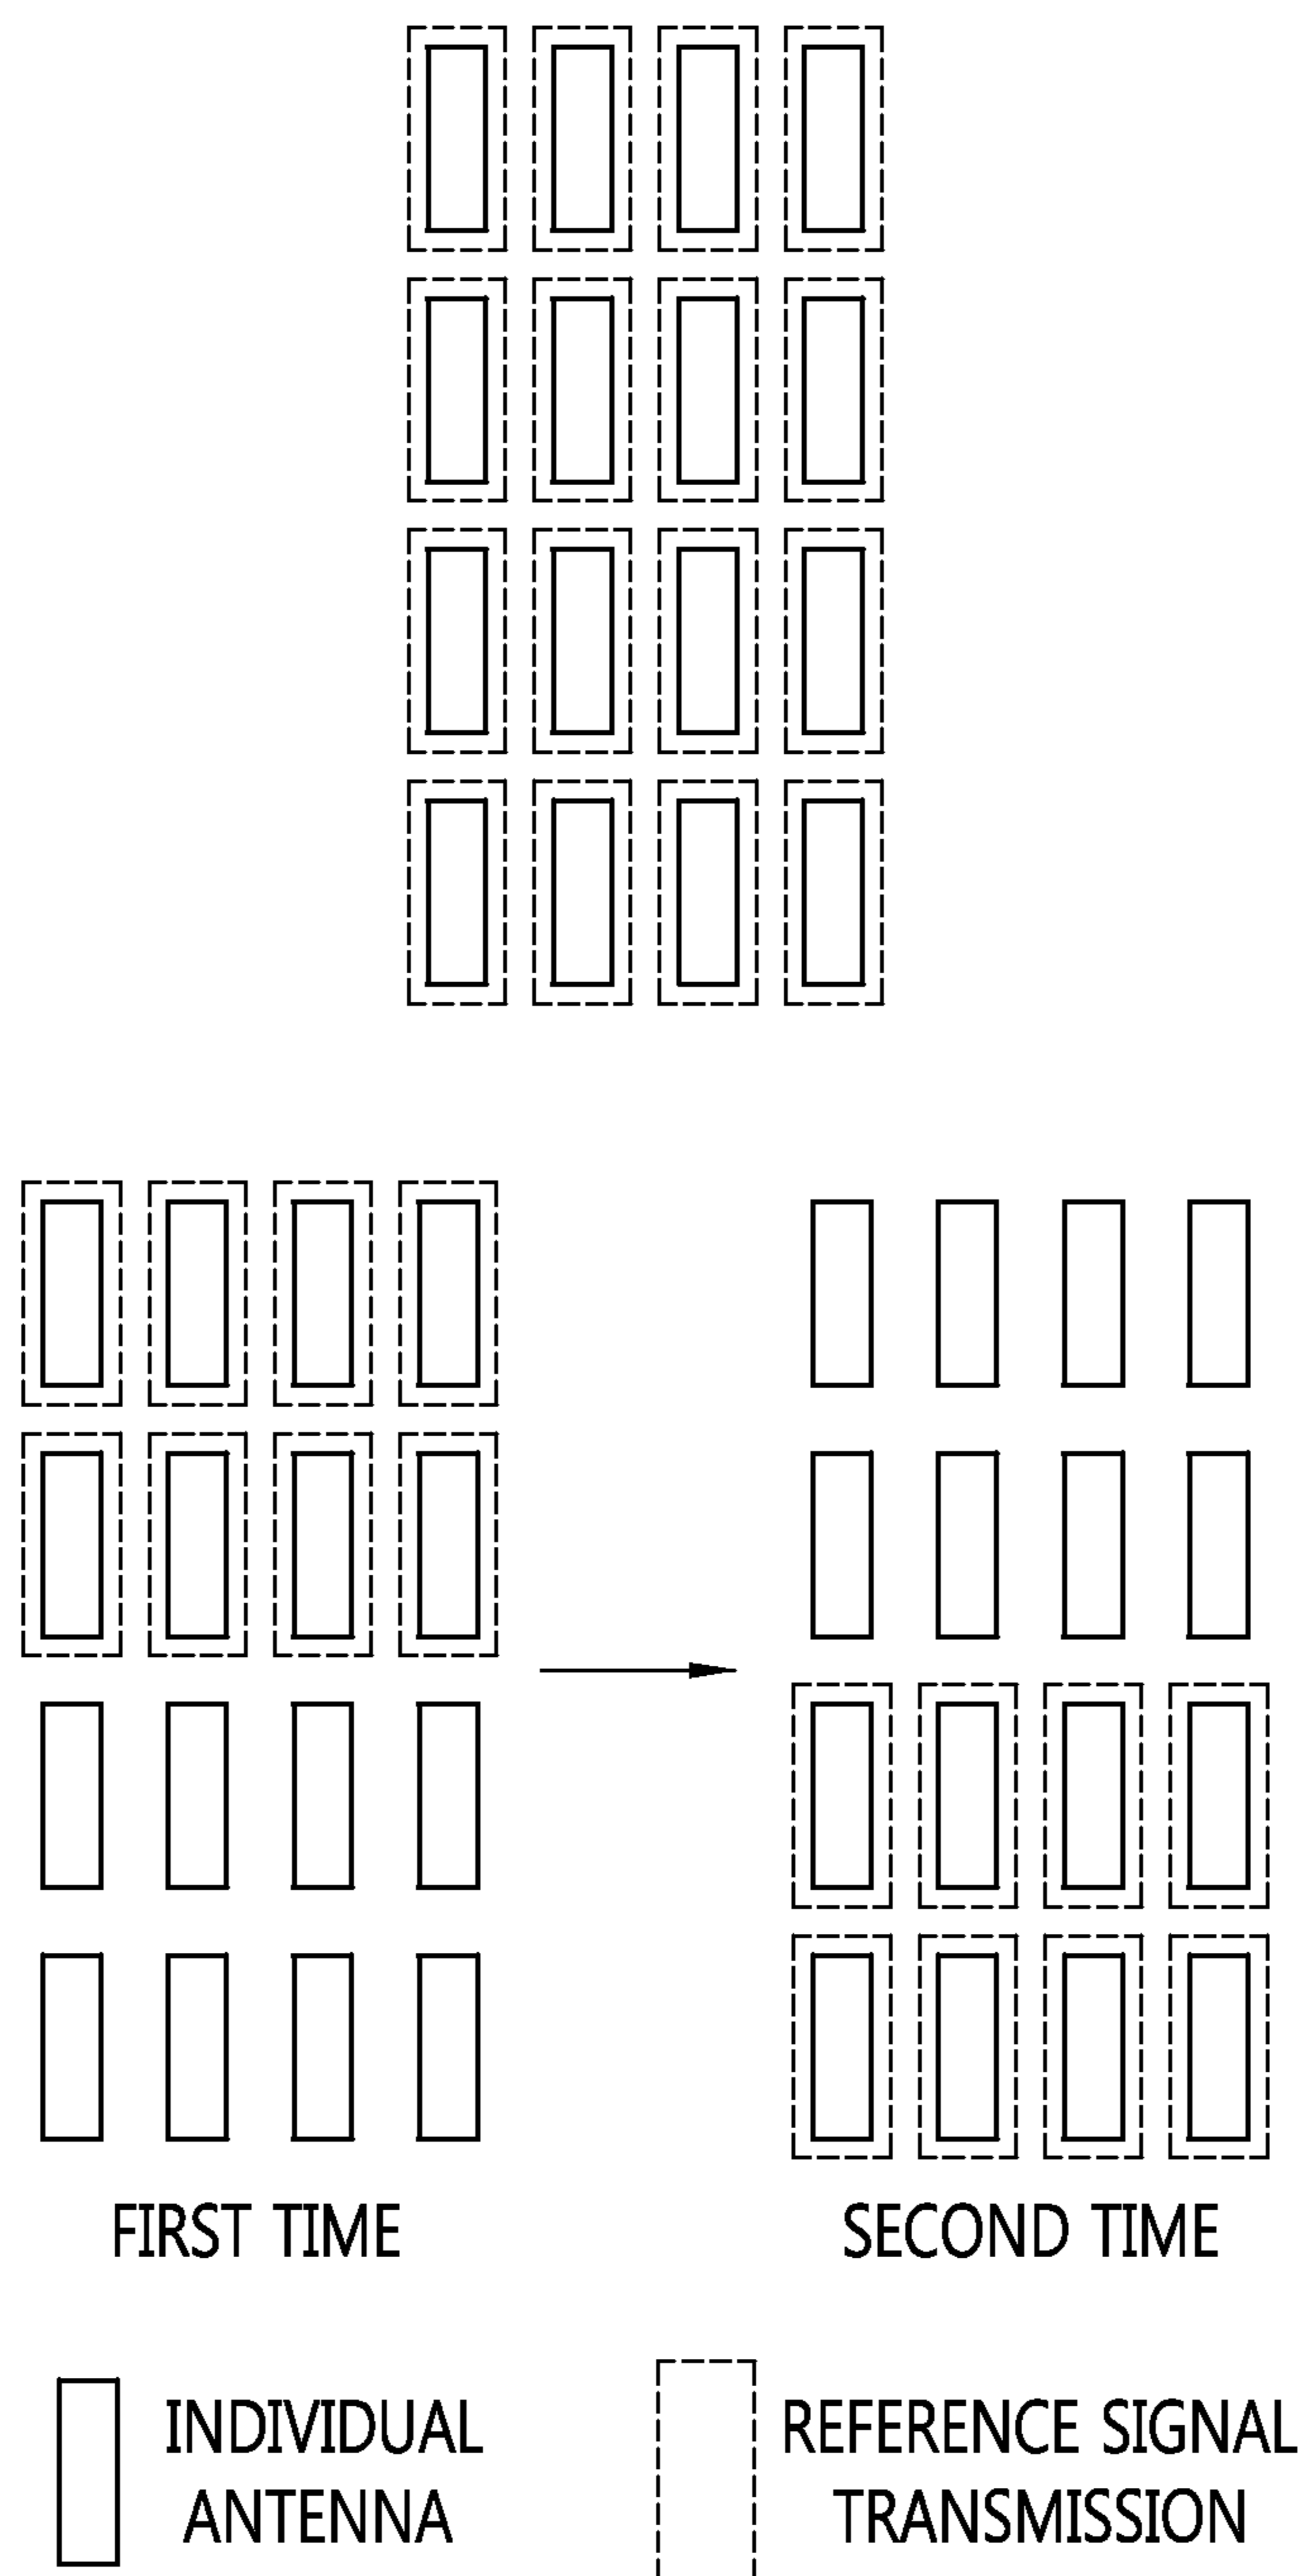 FIRST TIME
SECOND TIME
INDIVIDUAL
ANTENNA
REFERENCE SIGNAL
TRANSMISSION